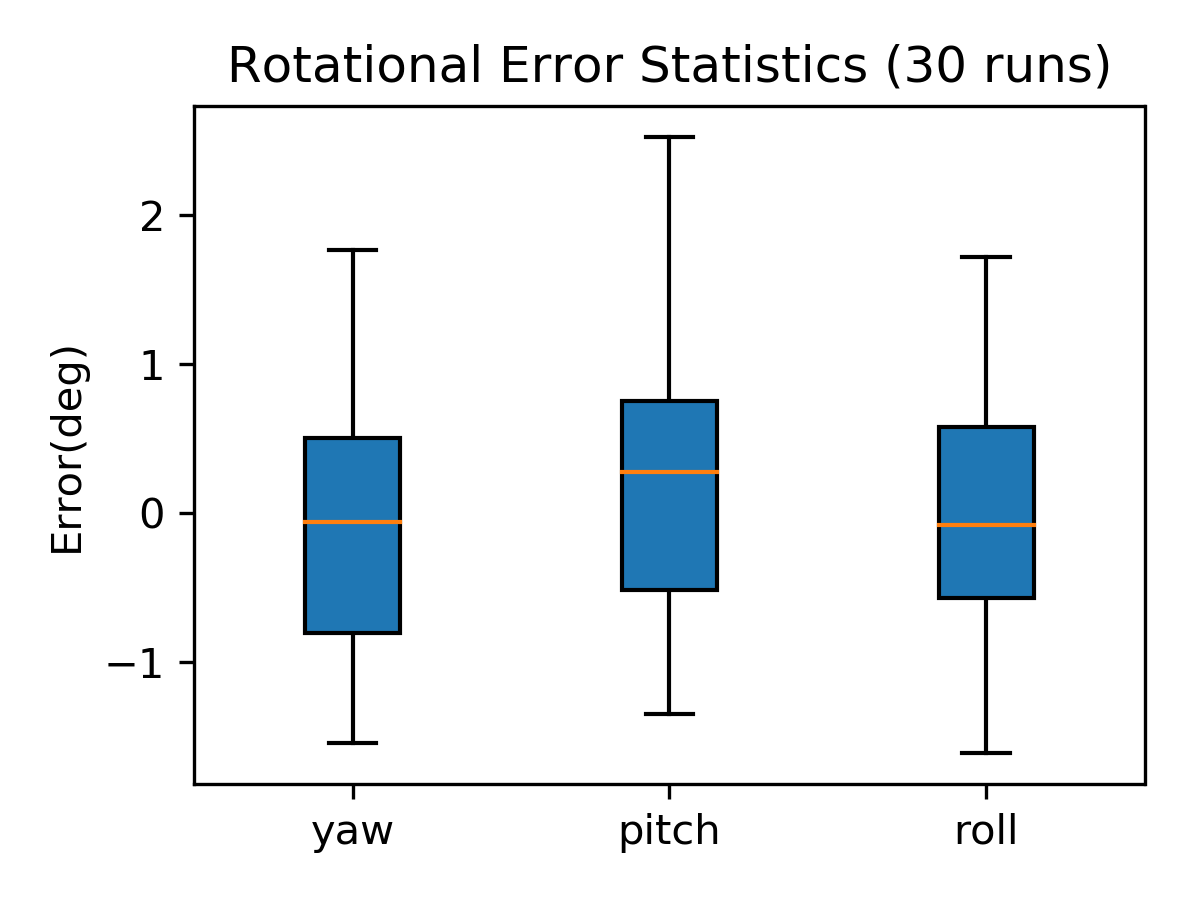 Rotational Error Statistics (30 runs)
Error(deg)
2
1
0
−1
yaw pitch roll